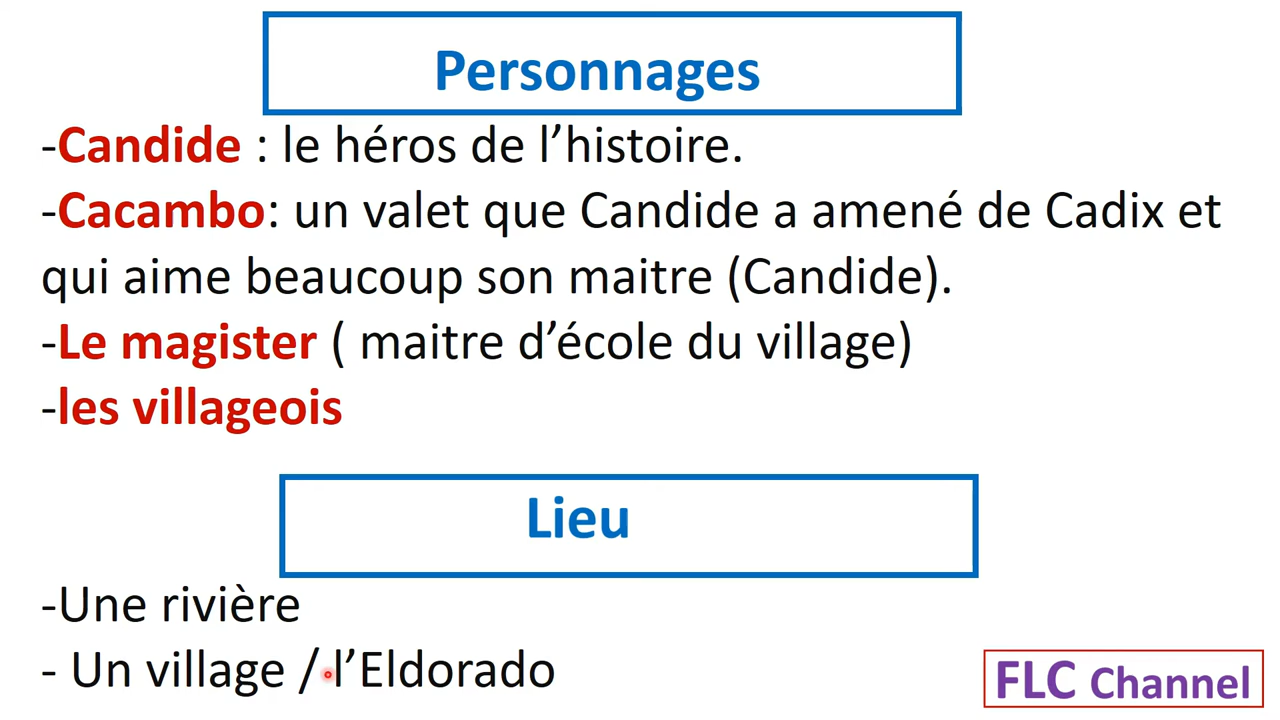 Personnages
-Candide : le héros de l’histoire.
-Cacambo: un valet que Candide a amené de Cadix et
qui aime beaucoup son maitre (Candide).
-Le magister ( maitre d’école du village)
-les villageois
Lieu
-Une rivière
- Un village / l’Eldorado
FLC Channel